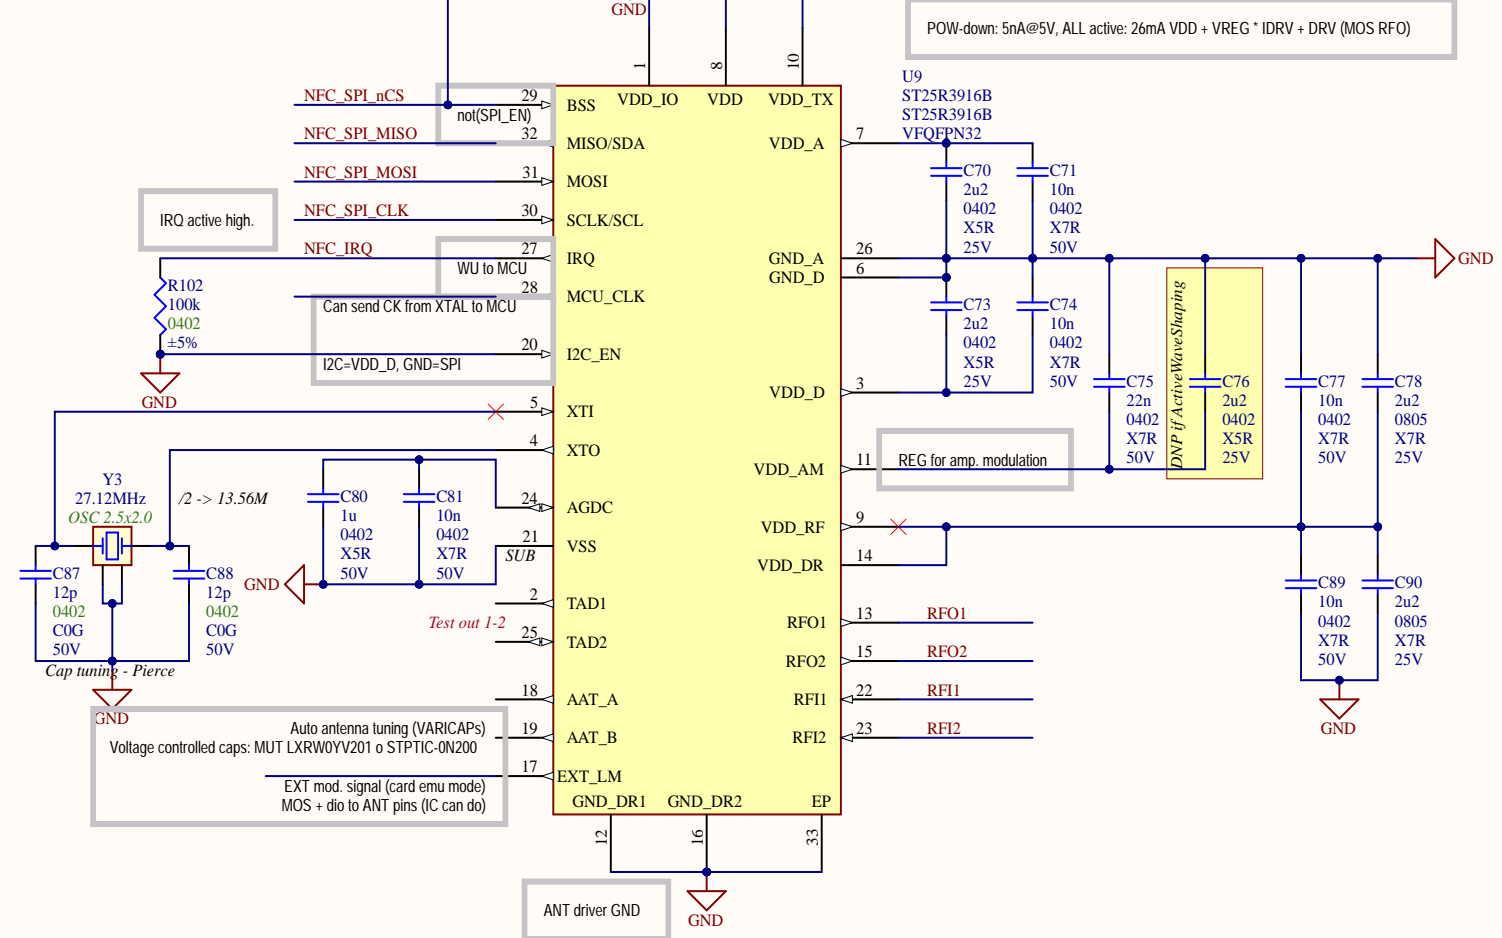 GND
POW-down: 5nA@5V, ALL active: 26mA VDD + VREG * IDRV + DRV (MOS RFO)
1
8
10
U9
ST25R3916B
ST25R3916B
VFQFPN32
VDD_IO
VDD
VDD_TX
NFC_SPI_nCS
29
BSS
not(SPI_EN)
NFC_SPI_MISO
32
MISO/SDA
NFC_SPI_MOSI
31
MOSI
NFC_SPI_CLK
30
SCLK/SCL
IRQ active high.
NFC_IRQ
27
IRQ
WU to MCU
28
MCU_CLK
Can send CK from XTAL to MCU
R102
100k
0402
±5%
20
I2C_EN
I2C=VDD_D, GND=SPI
GND
5
XTI
4
XTO
Y3
27.12MHz
OSC 2.5x2.0
/2 -> 13.56M
C87
12p
0402
C0G
50V
C88
12p
0402
C0G
50V
Cap tuning - Pierce
GND
C80
1u
0402
X5R
50V
C81
10n
0402
X7R
50V
GND
24
AGDC
21
VSS
SUB
2
TAD1
Test out 1-2
25
TAD2
18
AAT_A
19
AAT_B
Auto antenna tuning (VARICAPs)
Voltage controlled caps: MUT LXRW0YV201 o STPTIC-0N200
17
EXT_LM
EXT mod. signal (card emu mode)
MOS + dio to ANT pins (IC can do)
GND_DR1
GND_DR2
EP
12
16
33
ANT driver GND
GND
7
VDD_A
C70
2u2
0402
X5R
25V
C71
10n
0402
X7R
50V
26
GND_A
6
GND_D
GND
C73
2u2
0402
X5R
25V
C74
10n
0402
X7R
50V
3
VDD_D
C75
22n
0402
X7R
50V
DNP if ActiveWaveShaping
C76
2u2
0402
X5R
25V
C77
10n
0402
X7R
50V
C78
2u2
0805
X7R
25V
11
VDD_AM
REG for amp. modulation
9
VDD_RF
14
VDD_DR
C89
10n
0402
X7R
50V
C90
2u2
0805
X7R
25V
GND
13
RFO1
RFO1
15
RFO2
RFO2
22
RFI1
RFI1
23
RFI2
RFI2